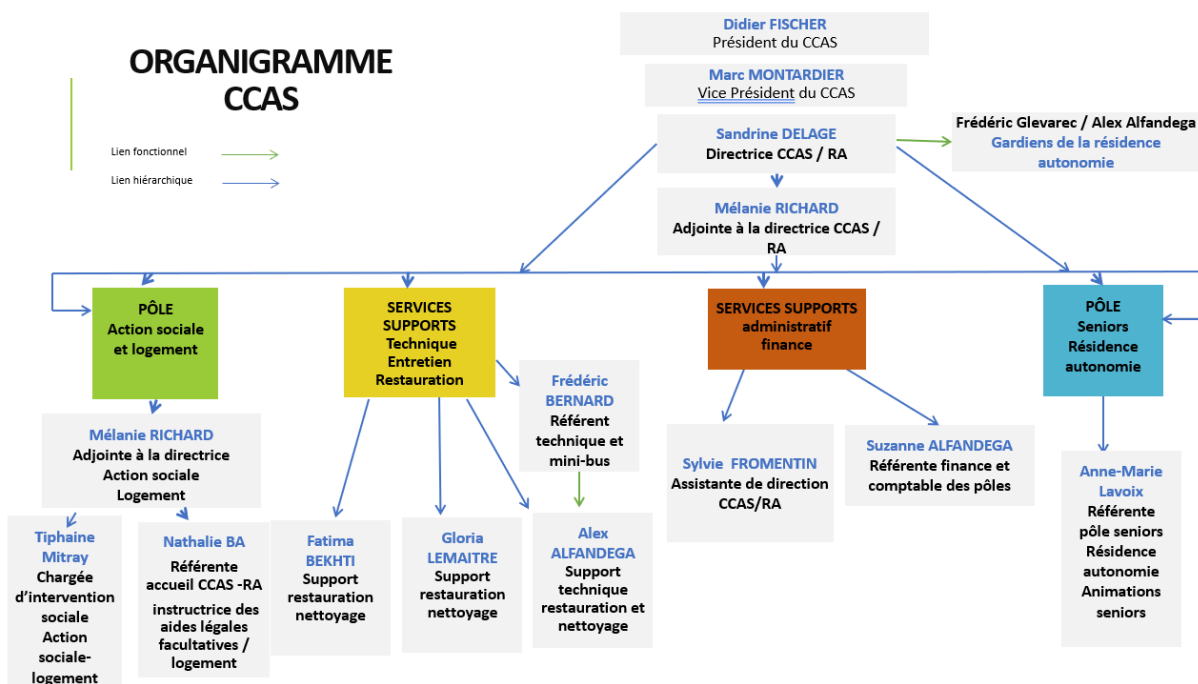 ORGANIGRAMME
CCAS
Lien fonctionnel
Lien hiérarchique
Didier FISCHER
Président du CCAS
Marc MONTARDIER
Vice Président du CCAS
Sandrine DELAGE
Directrice CCAS / RA
Frédéric Glevarec / Alex Alfandega
Gardiens de la résidence
autonomie
Mélanie RICHARD
Adjointe à la directrice CCAS /
RA
PÔLE
Action sociale
et logement
SERVICES
SUPPORTS
Technique
Entretien
Restauration
SERVICES SUPPORTS
administratif
finance
PÔLE
Seniors
Résidence
autonomie
Mélanie RICHARD
Adjointe à la directrice
Action sociale
Logement
Tiphaine
Mitray
Chargée
d'intervention
sociale
Action
sociale-
logement
Nathalie BA
Référente
accueil CCAS -RA
instructrice des
aides légales
facultatives /
logement
Fatima
BEKHTI
Support
restauration
nettoyage
Gloria
LEMAITRE
Support
restauration
nettoyage
Frédéric
BERNARD
Référent
technique et
mini-bus
Alex
ALFANDEGA
Support
technique
restauration et
nettoyage
Sylvie FROMENTIN
Assistante de direction
CCAS/RA
Suzanne ALFANDEGA
Référente finance et
comptable des pôles
Anne-Marie
Lavoix
Référente
pôle seniors
Résidence
autonomie
Animations
seniors